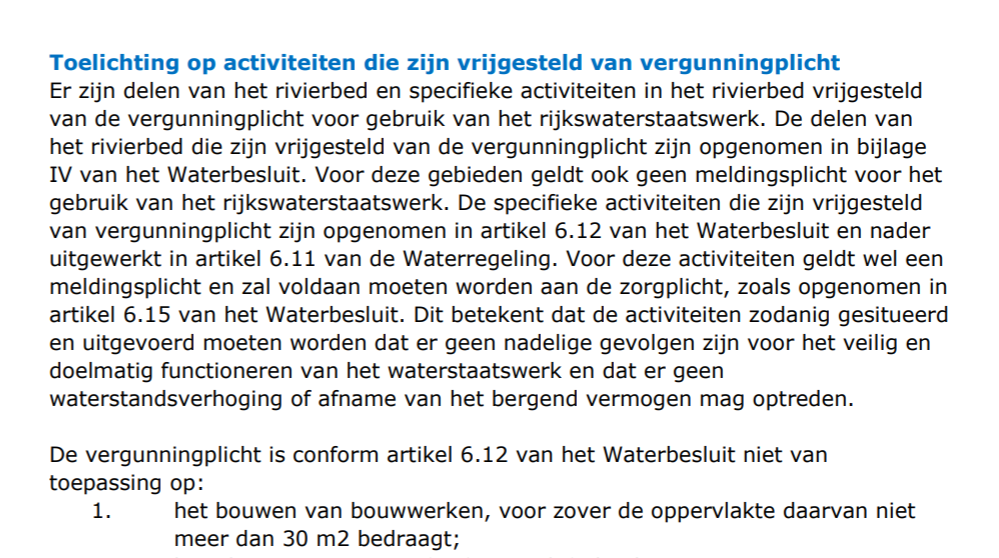 Toelichting op activiteiten die zijn vrijgesteld van vergunningplicht
Er zijn delen van het rivierbed en specifieke activiteiten in het rivierbed vrijgesteld
van de vergunningplicht voor gebruik van het rijkswaterstaatswerk. De delen van
het rivierbed die zijn vrijgesteld van de vergunningplicht zijn opgenomen in bijlage
IV van het Waterbesluit. Voor deze gebieden geldt ook geen meldingsplicht voor het
gebruik van het rijkswaterstaatswerk. De specifieke activiteiten die zijn vrijgesteld
van vergunningplicht zijn opgenomen in artikel 6.12 van het Waterbesluit en nader
uitgewerkt in artikel 6.11 van de Waterregeling. Voor deze activiteiten geldt wel een
meldingsplicht en zal voldaan moeten worden aan de zorgplicht, zoals opgenomen in
artikel 6.15 van het Waterbesluit. Dit betekent dat de activiteiten zodanig gesitueerd
en uitgevoerd moeten worden dat er geen nadelige gevolgen zijn voor het veilig en
doelmatig functioneren van het waterstaatswerk en dat er geen
waterstandsverhoging of afname van het bergend vermogen mag optreden.
De vergunningplicht is conform artikel 6.12 van het Waterbesluit niet van
toepassing op:
1. het bouwen van bouwwerken, voor zover de oppervlakte daarvan niet
meer dan 30 m2 bedraagt;